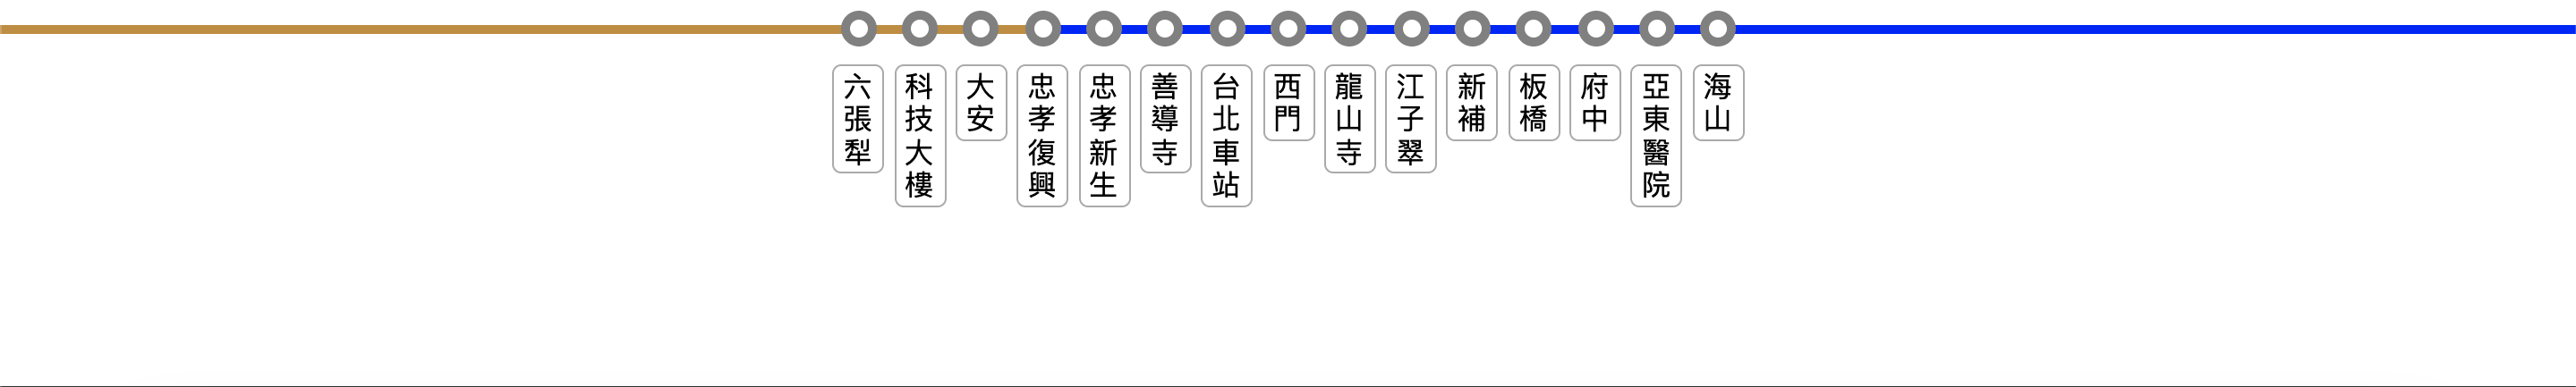 六張犁
科技大樓
大安
忠孝復興
忠孝新生
善導寺
台北車站
西門
龍山寺
江子翠
新補
板橋
府中
亞東醫院
海山